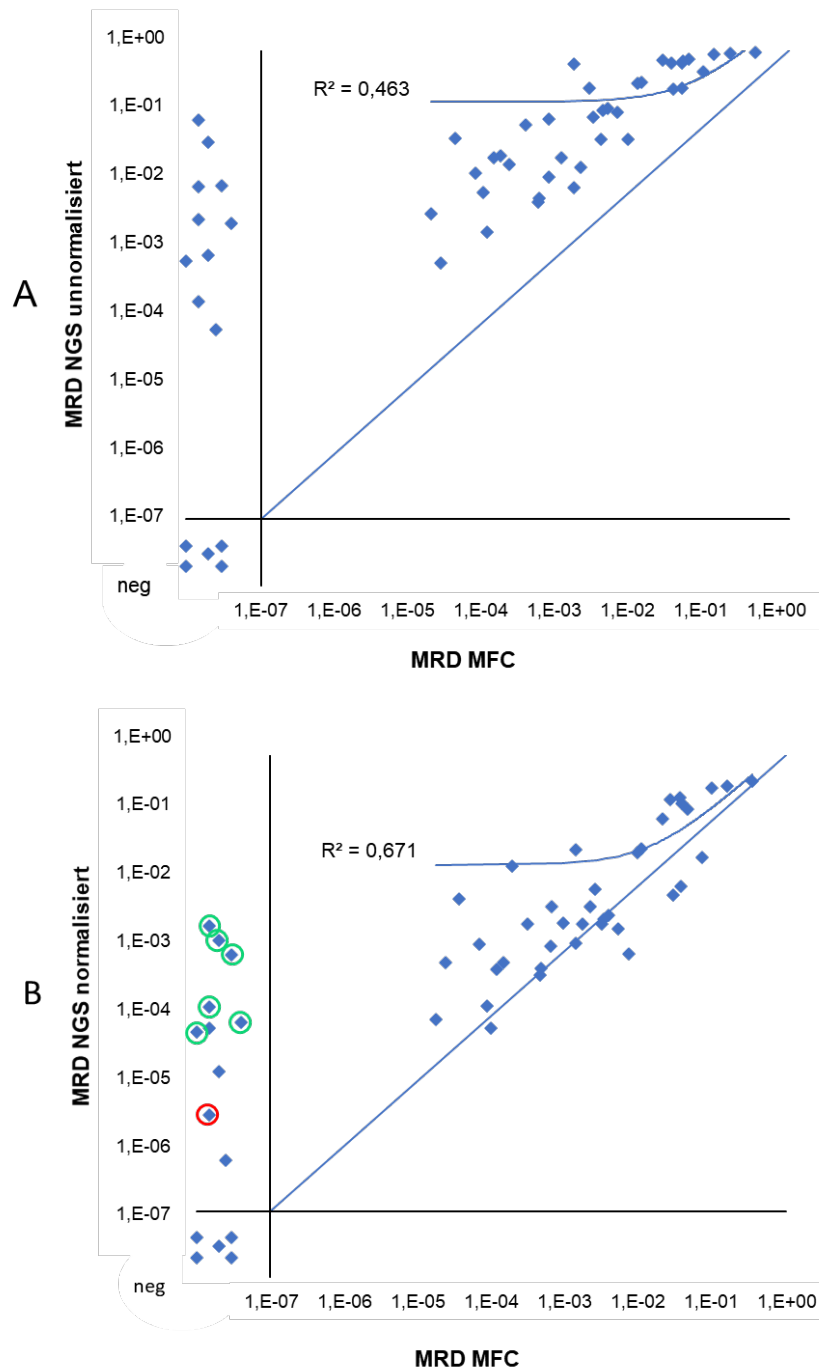 A
MRD NGS unnormalisiert
1,E+00
1,E-01
1,E-02
1,E-03
1,E-04
1,E-05
1,E-06
1,E-07
neg
R² = 0,463
1,E-07 1,E-06 1,E-05 1,E-04 1,E-03 1,E-02 1,E-01 1,E+00
MRD MFC
B
MRD NGS normalisiert
1,E+00
1,E-01
1,E-02
1,E-03
1,E-04
1,E-05
1,E-06
1,E-07
neg
R² = 0,671
1,E-07 1,E-06 1,E-05 1,E-04 1,E-03 1,E-02 1,E-01 1,E+00
MRD MFC